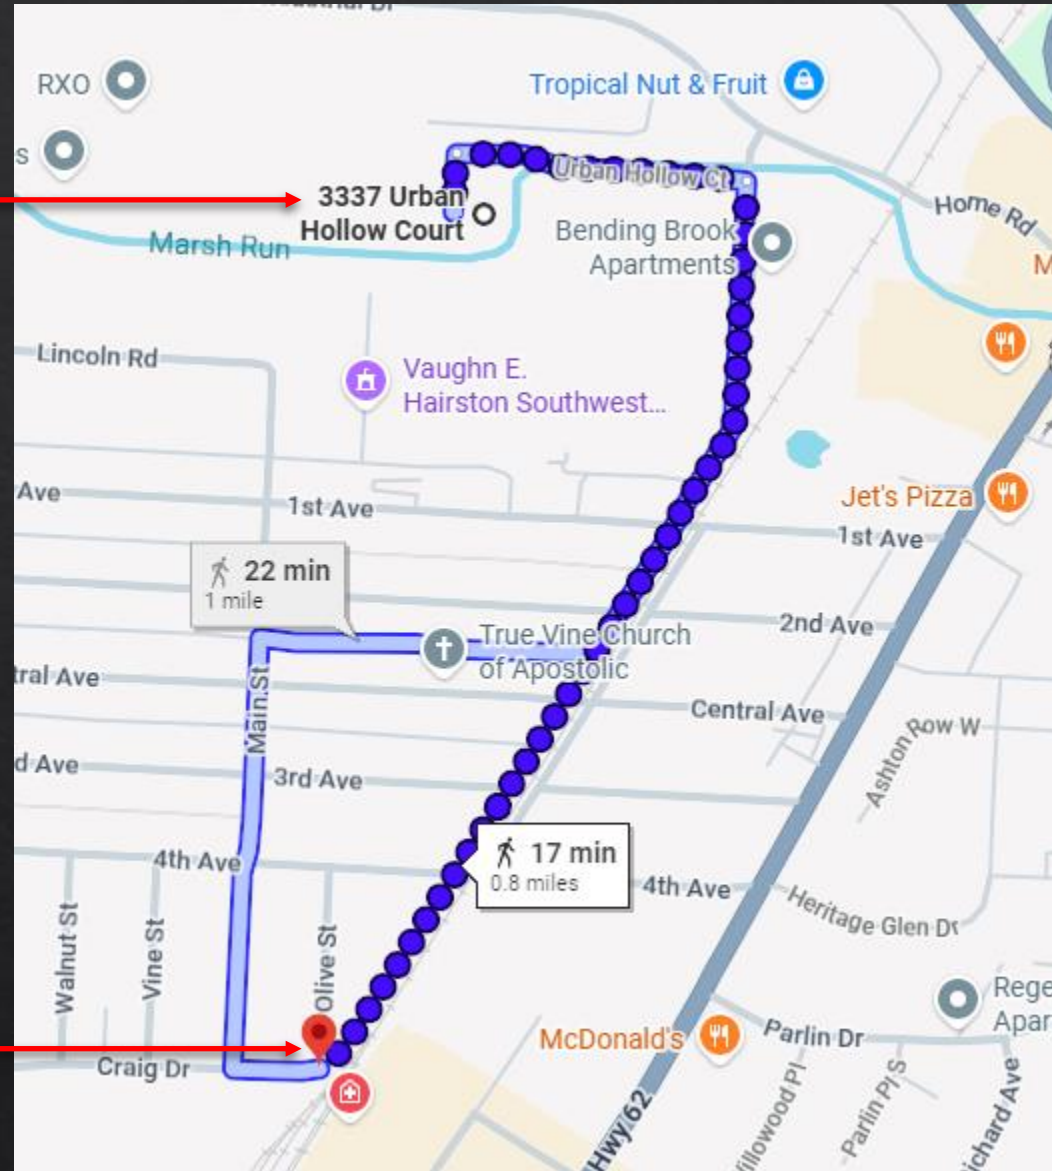 RXO
Tropical Nut & Fruit
s
Urban Hollow Ct
3337 Urban
Hollow Court
Marsh Run
Bending Brook
Apartments
Home Rd
M
Lincoln Rd
Vaughn E.
Hairston Southwest...
Ave
1st Ave
Jet's Pizza
1st Ave
22 min
1 mile
2nd Ave
True Vine Church
of Apostolic
tral Ave
Main St
Central Ave
Ashton Row W
d Ave
3rd Ave
17 min
0.8 miles
4th Ave
4th Ave
Heritage Glen Dr
Walnut St
Vine St
Olive St
Rege
Apar
McDonald's
Parlin Dr
Craig Dr
Hwy 62
illowood Pl
Parlin Pl S
ichard Ave